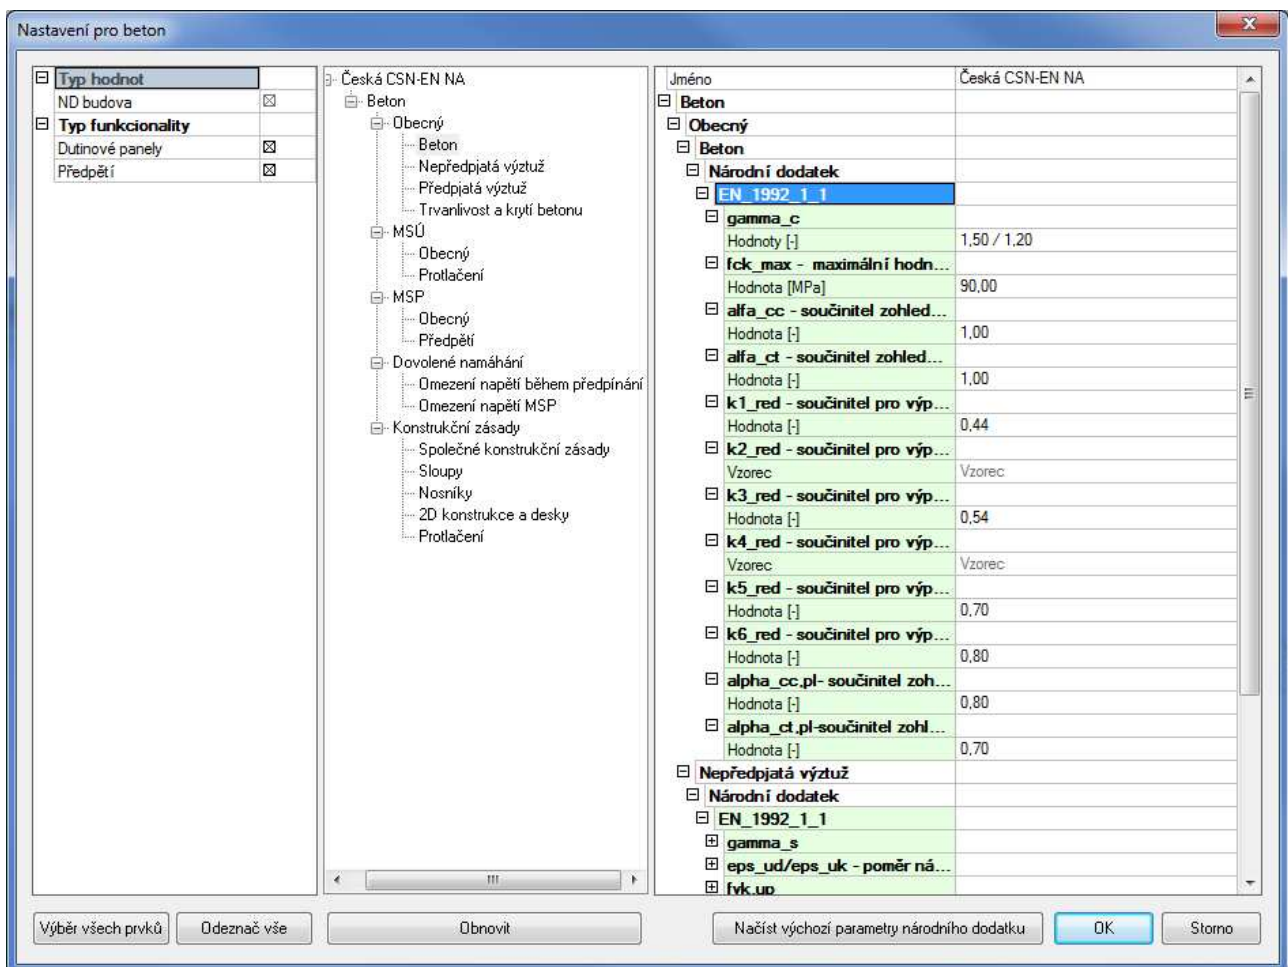 Nastavení pro beton
Typ hodnot
ND budova
Typ funkcionality
Dutinové panely
Předpětí
Česká CSN-EN NA
Beton
Obecný
Beton
Nepředpjatá výztuž
Předpjatá výztuž
Trvanlivost a krytí betonu
MSÚ
Obecný
Protlačení
MSP
Obecný
Předpětí
Dovolené namáhání
Omezení napětí během předpínání
Omezení napětí MSP
Konstrukční zásady
Společné konstrukční zásady
Sloupy
Nosníky
2D konstrukce a desky
Protlačení
Jméno Česká CSN-EN NA
Beton
Obecný
Beton
Národní dodatek
EN_1992_1_1
gamma_c
Hodnoty [-] 1,50 / 1,20
fck_max - maximální hodn...
Hodnota [MPa] 90,00
alfa_cc - součinitel zohled...
Hodnota [-] 1,00
alfa_ct - součinitel zohled...
Hodnota [-] 1,00
k1_red - součinitel pro výp...
Hodnota [-] 0,44
k2_red - součinitel pro výp...
Vzorec Vzorec
k3_red - součinitel pro výp...
Hodnota [-] 0,54
k4_red - součinitel pro výp...
Vzorec Vzorec
k5_red - součinitel pro výp...
Hodnota [-] 0,70
k6_red - součinitel pro výp...
Hodnota [-] 0,80
alpha_cc,pl- součinitel zoh...
Hodnota [-] 0,80
alpha_ct,pl-součinitel zohl...
Hodnota [-] 0,70
Nepředpjatá výztuž
Národní dodatek
EN_1992_1_1
gamma_s
eps_ud/eps_uk - poměr ná...
fyk,up
Výběr všech prvků Odeznač vše Obnovit Načíst výchozí parametry národního dodatku OK Storno